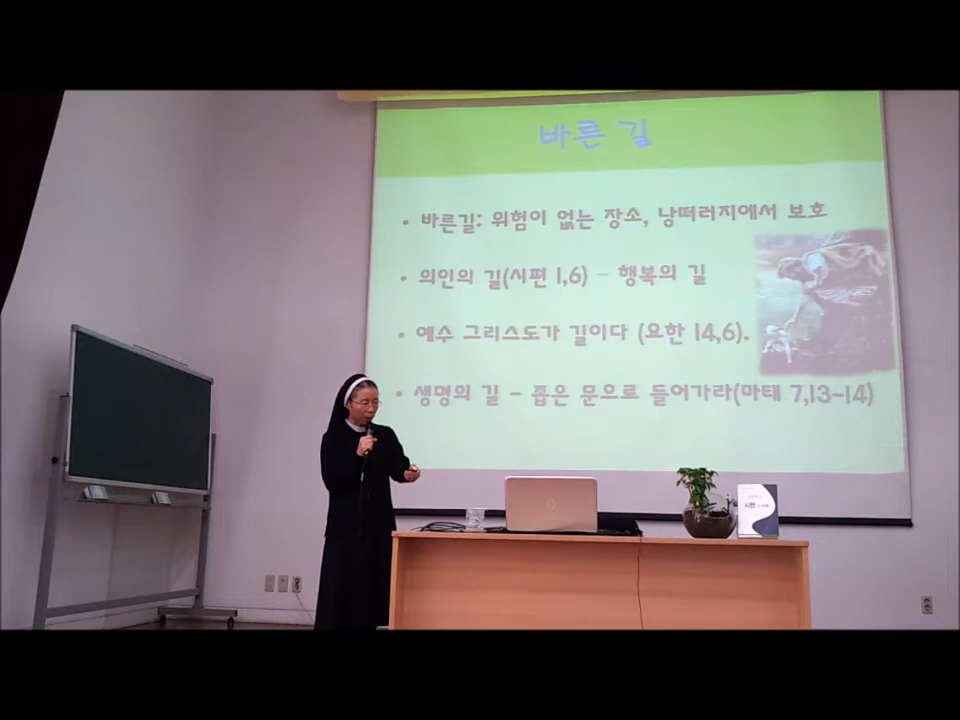 바른 길
• 바른길: 위험이 없는 장소, 낭떠러지에서 보호
• 의인의 길(시편 1,6) - 행복의 길
• 예수 그리스도가 길이다 (요한 14,6).
• 생명의 길 - 좁은 문으로 들어가라(마태 7,13-14)
시편